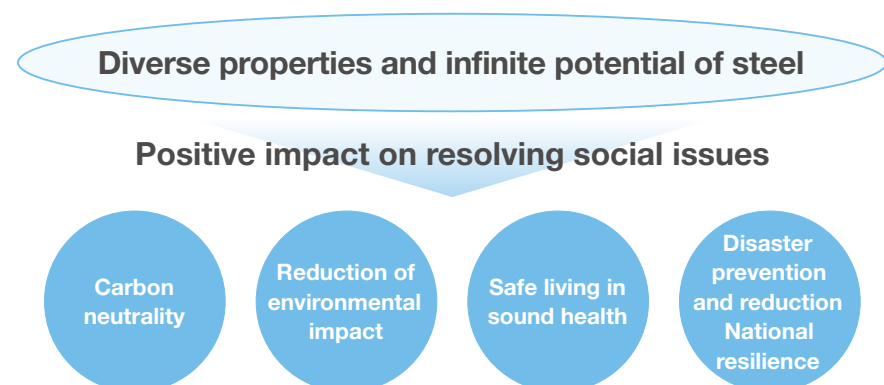 Diverse properties and infinite potential of steel
Positive impact on resolving social issues
Carbon
neutrality
Reduction of
environmental
impact
Safe living in
sound health
Disaster
prevention
and reduction
National
resilience